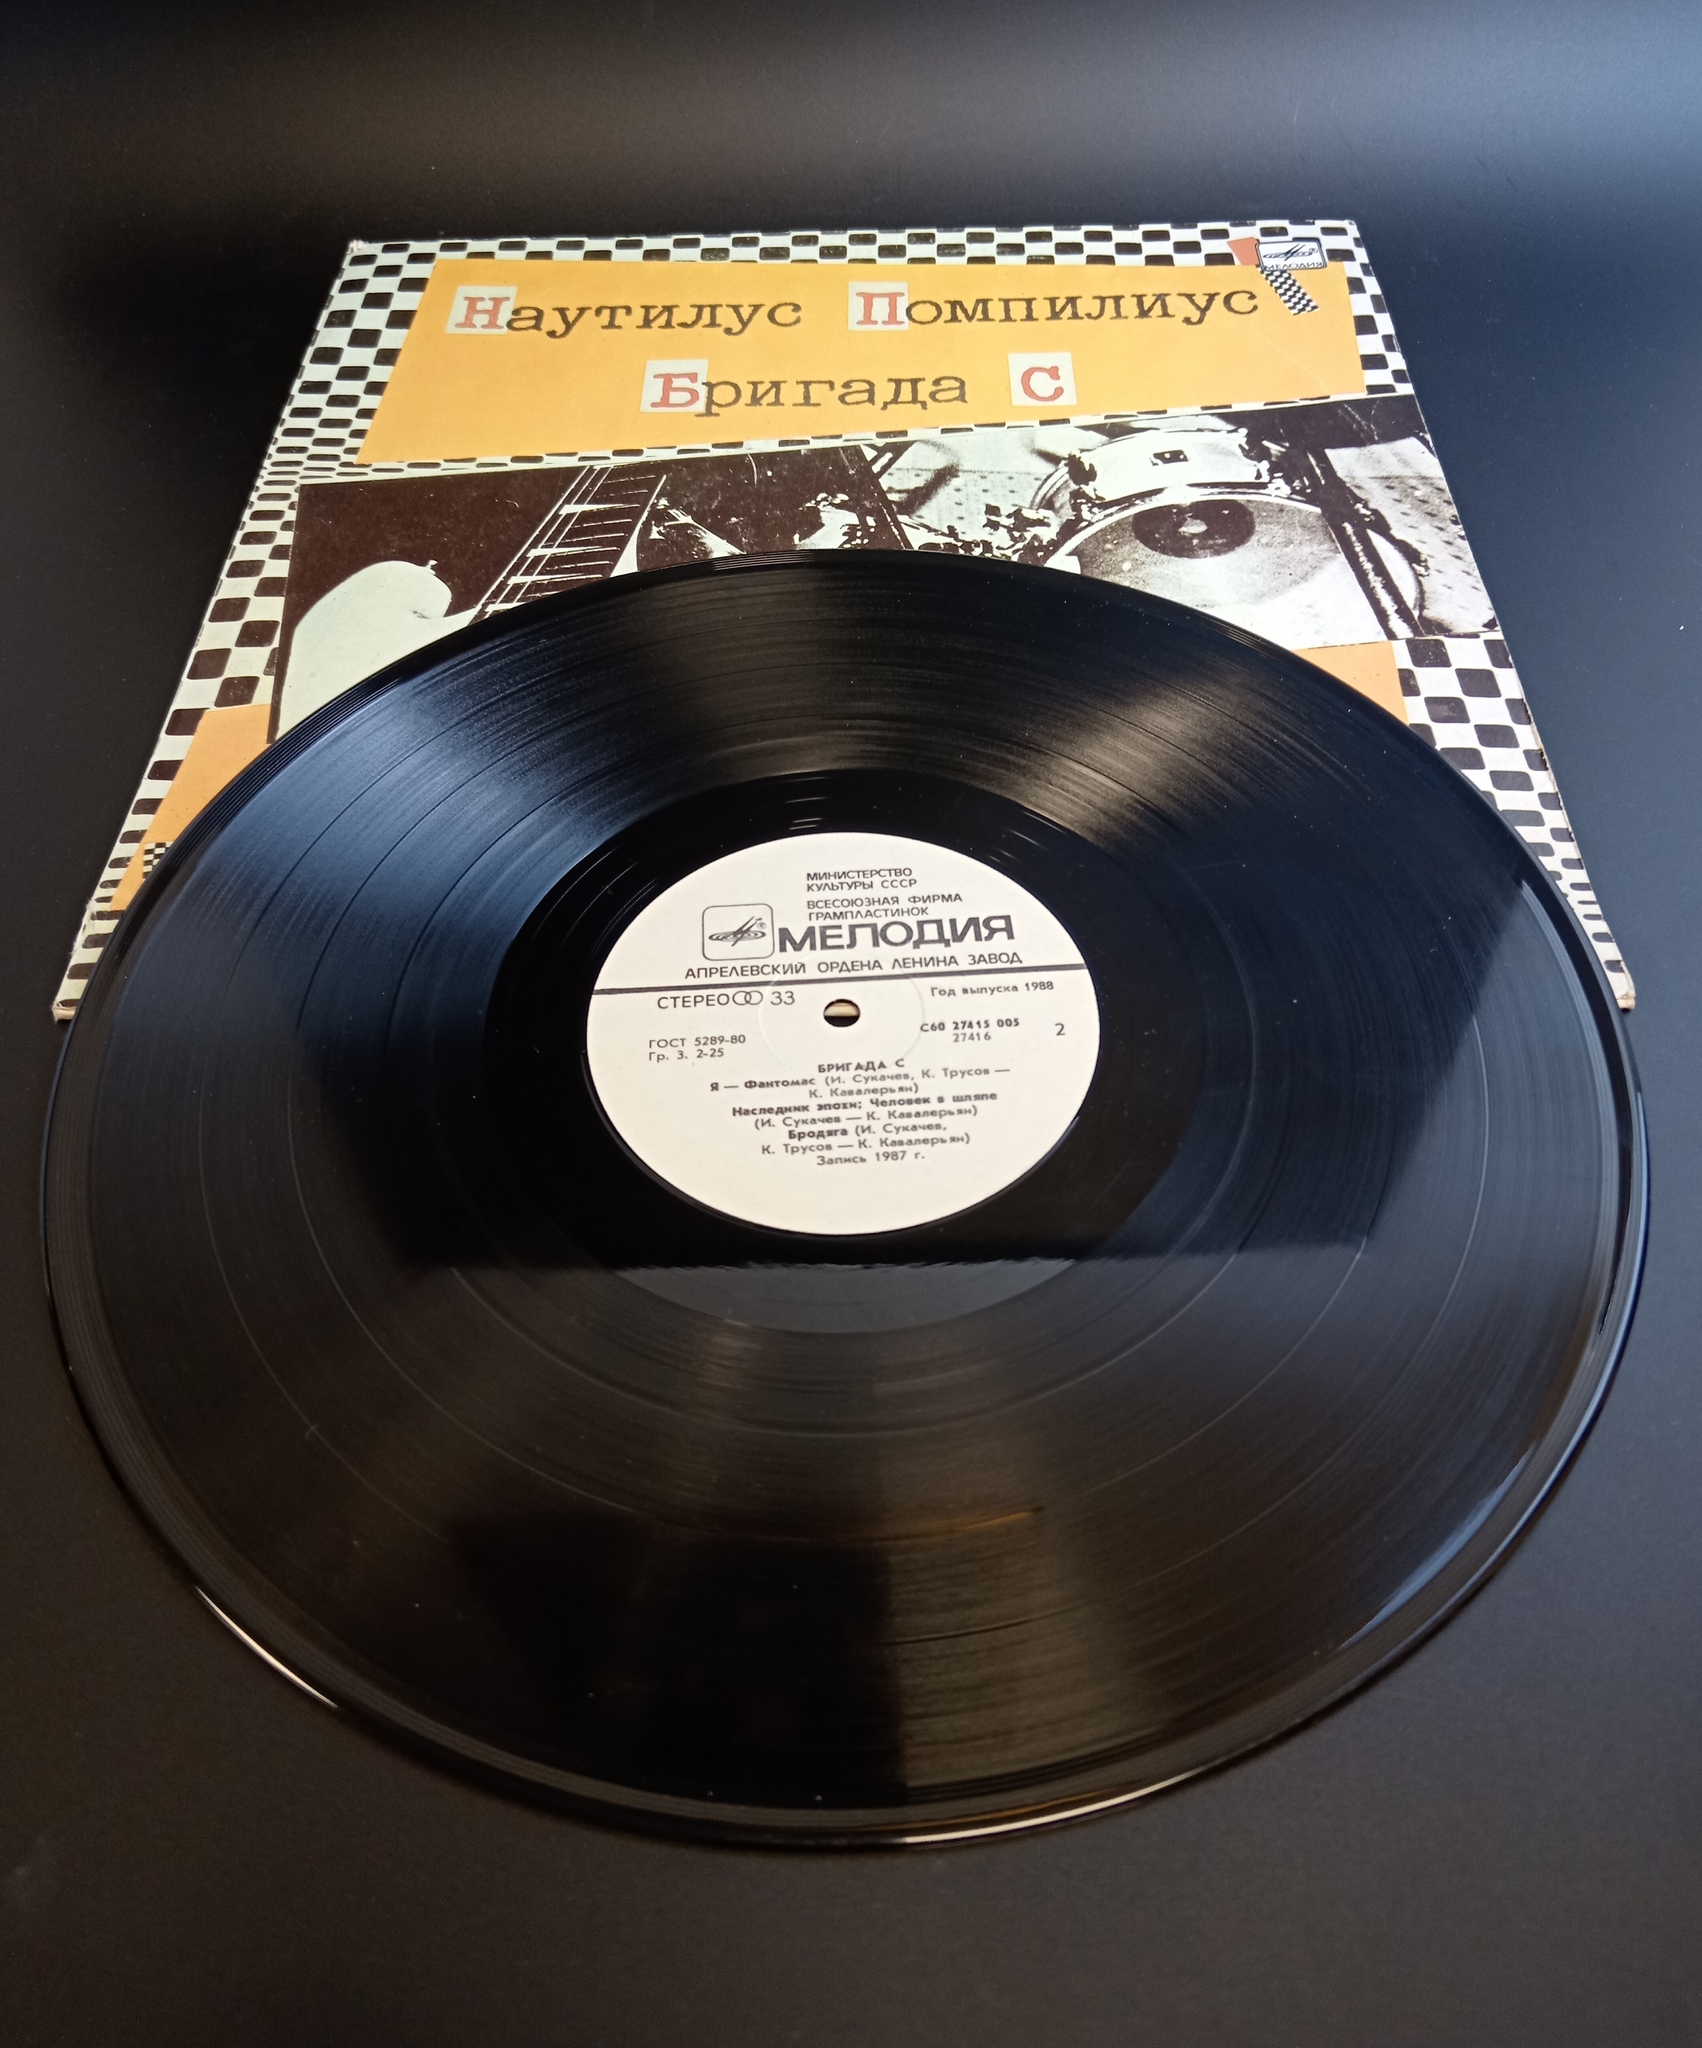 Наутилус Помпилиус
Бригада С
МЕЛОДИЯ
МИНИСТЕРСТВО
КУЛЬТУРЫ СССР
ВСЕСОЮЗНАЯ ФИРМА
ГРАМПЛАСТИНОК
МЕЛОДИЯ
АПРЕЛЕВСКИЙ ОРДЕНА ЛЕНИНА ЗАВОД
СТЕРЕО 33
Год выпуска 1988
ГОСТ 5289-80
Гр. 3. 2-25
С60 27415 005
27416
2
БРИГАДА С
Я — Фантомас (И. Сукачев, К. Трусов —
К. Кавалерьян)
Наследник эпохи; Человек в шляпе
(И. Сукачев — К. Кавалерьян)
Бродяга (И. Сукачев,
К. Трусов — К. Кавалерьян)
Запись 1987 г.